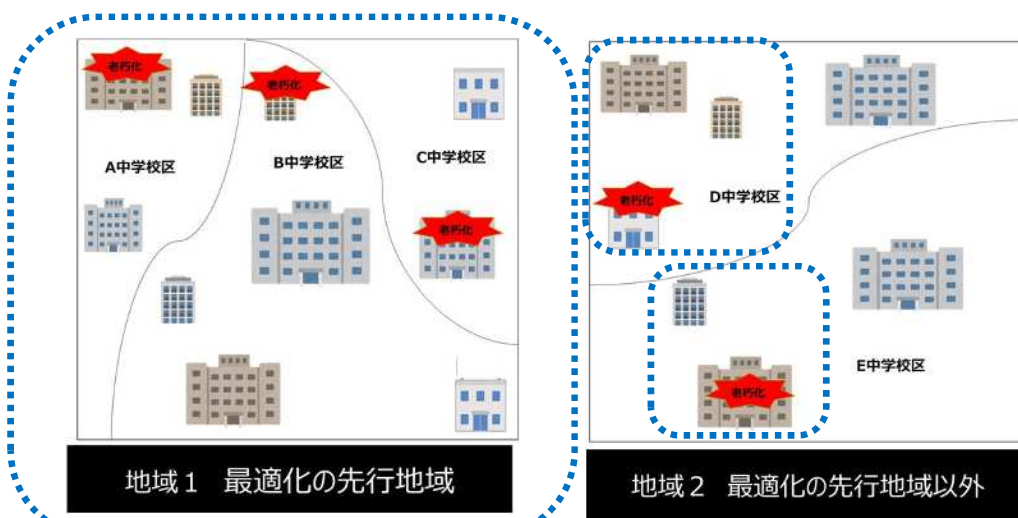 老朽化
老朽化
A中学校区
B中学校区
C中学校区
老朽化
地域1 最適化の先行地域
老朽化
D中学校区
E中学校区
老朽化
地域2 最適化の先行地域以外